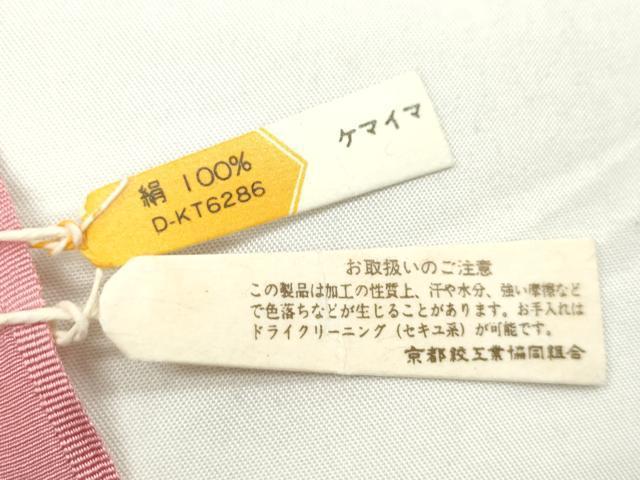 ケマイマ
絹 100%
D-KT6286
お取扱いのご注意
この製品は加工の性質上、汗や水分、強い摩擦など
で色落ちなどが生じることがあります。お手入れは
ドライクリーニング（セキユ系）が可能です。
京都絞工業協同組合